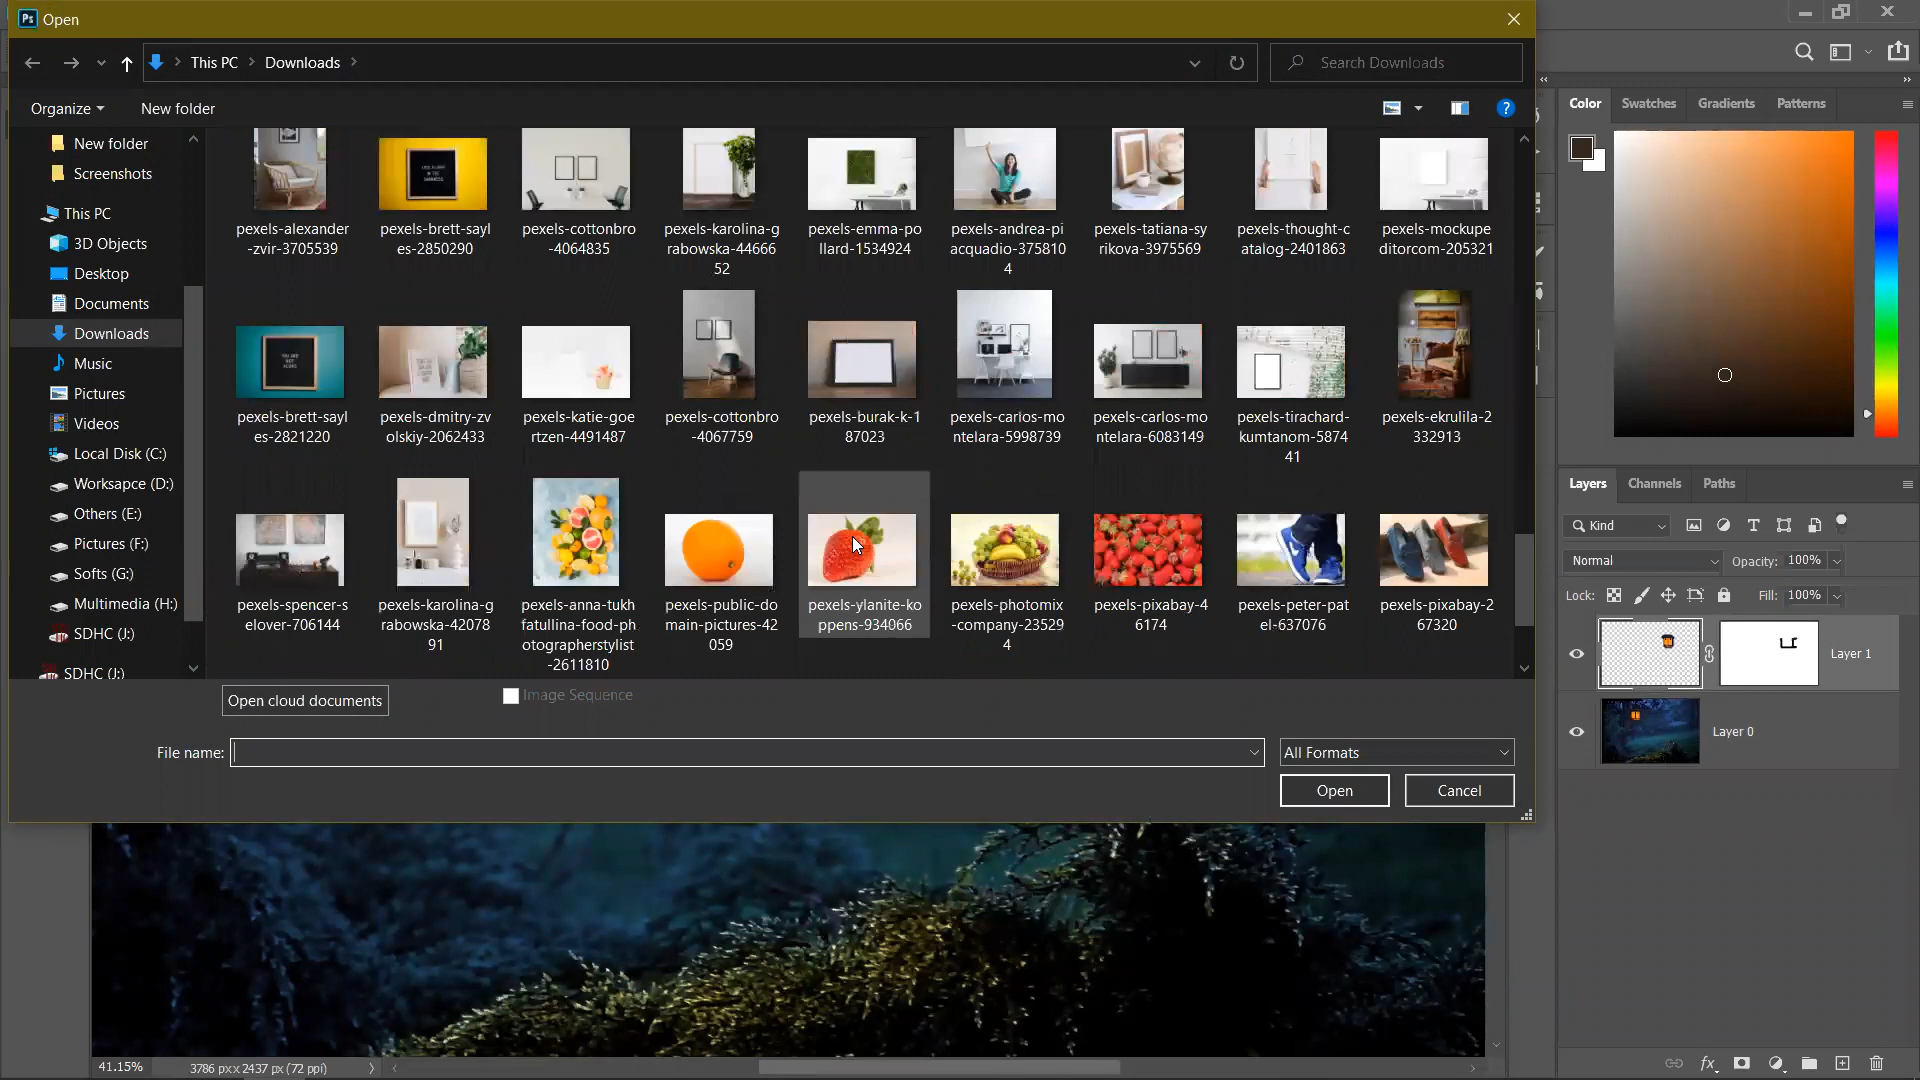 Ps Open
This PC Downloads
Search Downloads
Organize New folder
?
New folder
Screenshots
This PC
3D Objects
Desktop
Documents
Downloads
Music
Pictures
Videos
Local Disk (C:)
Worksapce (D:)
Others (E:)
Pictures (F:)
Softs (G:)
Multimedia (H:)
SDHC (J:)
SDHC (J:)
pexels-alexander
-zvir-3705539
pexels-brett-sayl
es-2850290
pexels-cottonbro
-4064835
pexels-karolina-g
rabowska-44666
52
pexels-emma-po
llard-1534924
pexels-andrea-pi
acquadio-375810
4
pexels-tatiana-sy
rikova-3975569
pexels-thought-c
atalog-2401863
pexels-mockupe
ditorcom-205321
pexels-brett-sayl
es-2821220
pexels-dmitry-zv
olskiy-2062433
pexels-katie-goe
rtzen-4491487
pexels-cottonbro
-4067759
pexels-burak-k-1
87023
pexels-carlos-mo
ntelara-5998739
pexels-carlos-mo
ntelara-6083149
pexels-tirachard-
kumtanom-5874
41
pexels-ekrulila-2
332913
pexels-spencer-s
elover-706144
pexels-karolina-g
rabowska-42078
91
pexels-anna-tukh
fatullina-food-ph
otographerstylist
-2611810
pexels-public-do
main-pictures-42
059
pexels-ylanite-ko
ppens-934066
pexels-photomix
-company-23529
4
pexels-pixabay-4
6174
pexels-peter-pat
el-637076
pexels-pixabay-2
67320
Open cloud documents
Image Sequence
File name:
All Formats
Open
Cancel
Color Swatches Gradients Patterns
Layers Channels Paths
Kind
Normal Opacity: 100%
Lock: Fill: 100%
Layer 1
Layer 0
fx
41.15% 3786 px x 2437 px (72 ppi)